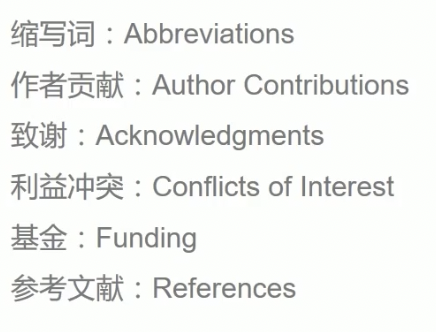 缩写词：Abbreviations
作者贡献：Author Contributions
致谢：Acknowledgments
利益冲突：Conflicts of Interest
基金：Funding
参考文献：References